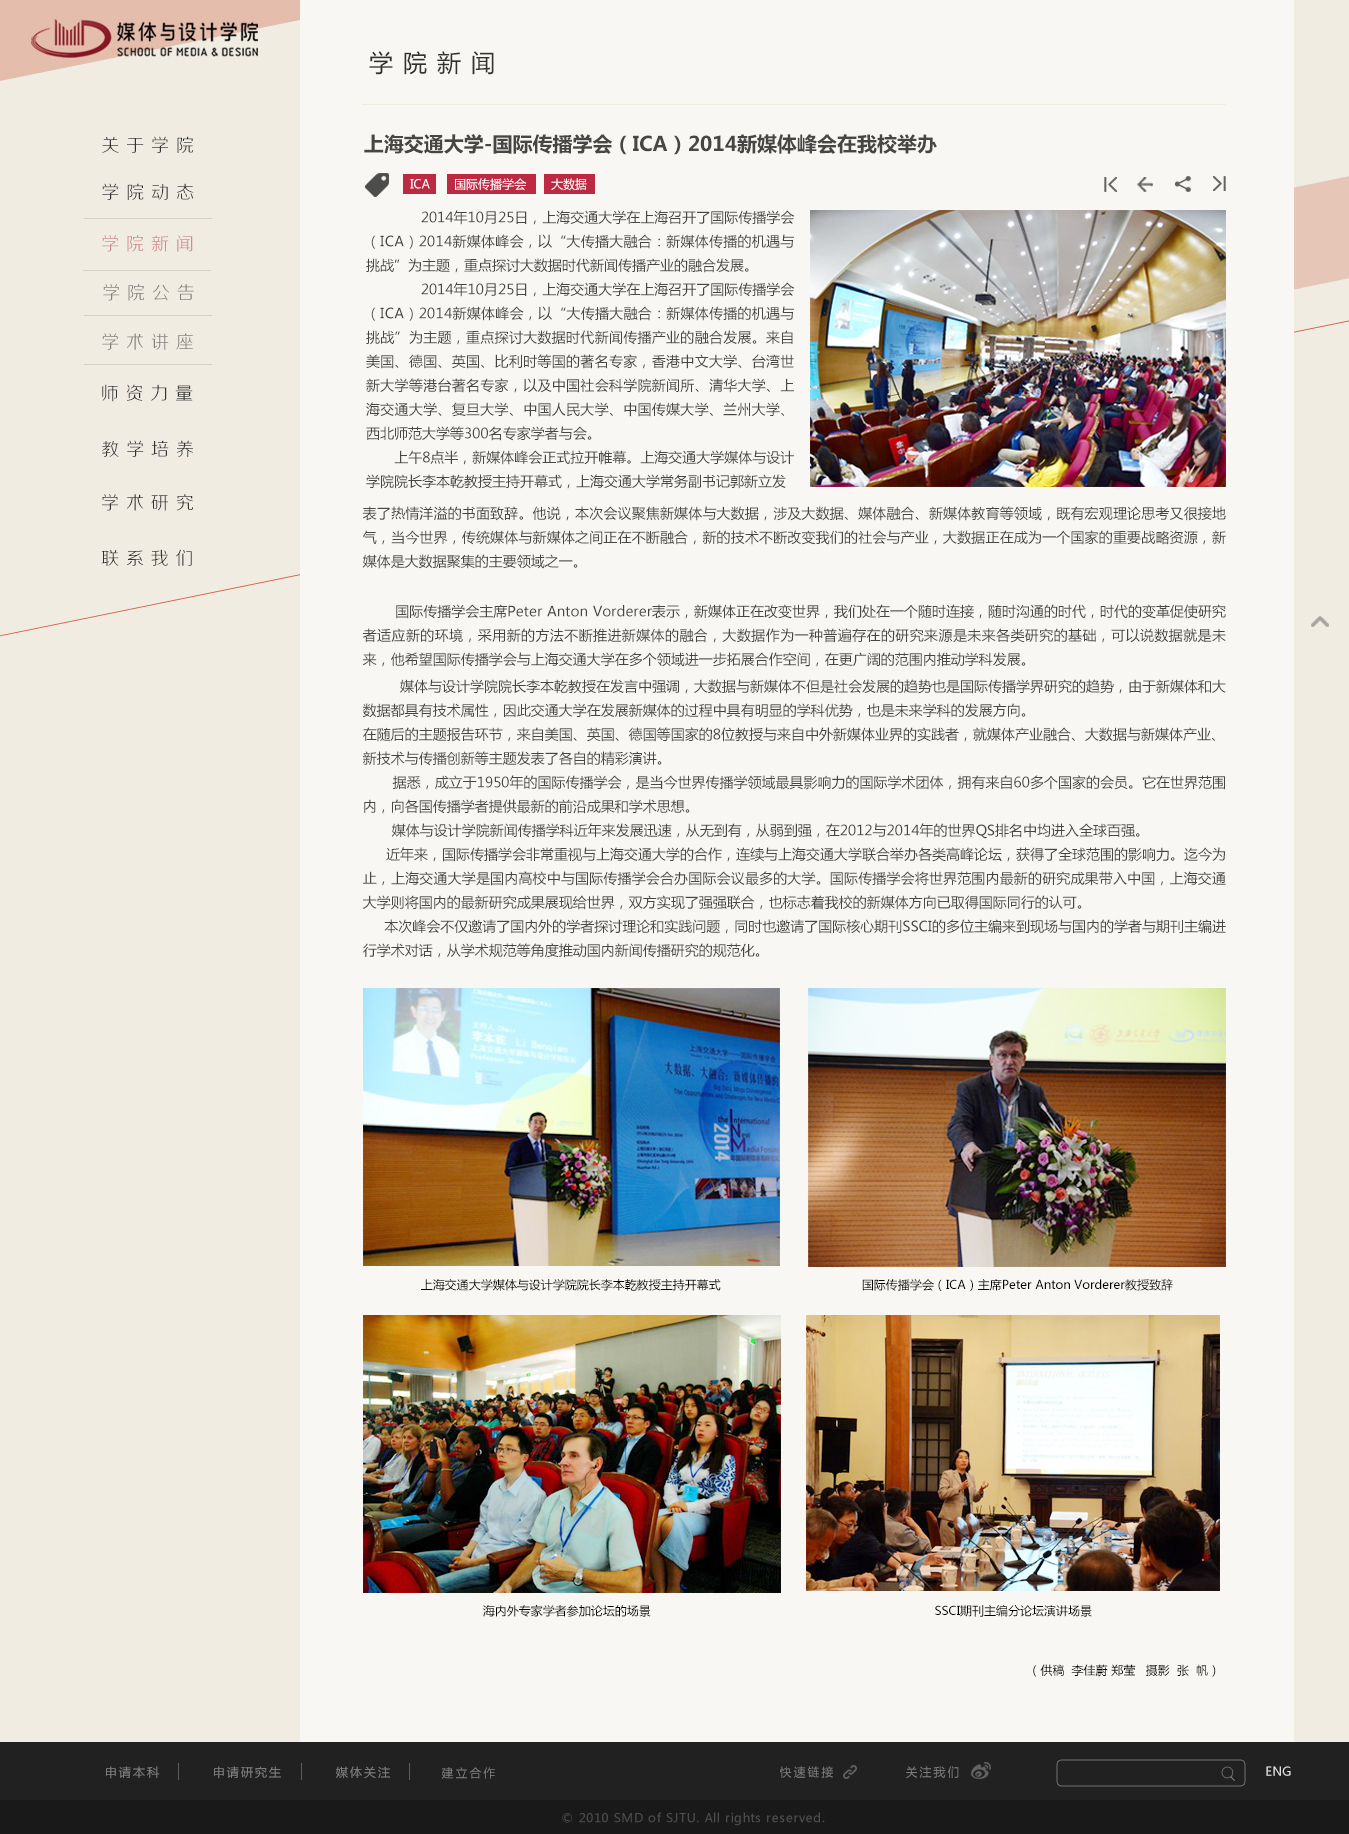 媒体与设计学院
SCHOOL OF MEDIA & DESIGN
关于学院
学院动态
学院新闻
学院公告
学术讲座
师资力量
教学培养
学术研究
联系我们
学院新闻
上海交通大学-国际传播学会（ICA）2014新媒体峰会在我校举办
ICA 国际传播学会 大数据
2014年10月25日，上海交通大学在上海召开了国际传播学会
（ICA）2014新媒体峰会，以“大传播大融合：新媒体传播的机遇与
挑战”为主题，重点探讨大数据时代新闻传播产业的融合发展。
2014年10月25日，上海交通大学在上海召开了国际传播学会
（ICA）2014新媒体峰会，以“大传播大融合：新媒体传播的机遇与
挑战”为主题，重点探讨大数据时代新闻传播产业的融合发展。来自
美国、德国、英国、比利时等国的著名专家，香港中文大学、台湾世
新大学等港台著名专家，以及中国社会科学院新闻所、清华大学、上
海交通大学、复旦大学、中国人民大学、中国传媒大学、兰州大学、
西北师范大学等300名专家学者与会。
上午8点半，新媒体峰会正式拉开帷幕。上海交通大学媒体与设计
学院院长李本乾教授主持开幕式，上海交通大学常务副书记郭新立发
表了热情洋溢的书面致辞。他说，本次会议聚焦新媒体与大数据，涉及大数据、媒体融合、新媒体教育等领域，既有宏观理论思考又很接地
气，当今世界，传统媒体与新媒体之间正在不断融合，新的技术不断改变我们的社会与产业，大数据正在成为一个国家的重要战略资源，新
媒体是大数据聚集的主要领域之一。
国际传播学会主席Peter Anton Vorderer表示，新媒体正在改变世界，我们处在一个随时连接，随时沟通的时代，时代的变革促使研究
者适应新的环境，采用新的方法不断推进新媒体的融合，大数据作为一种普遍存在的研究来源是未来各类研究的基础，可以说数据就是未
来，他希望国际传播学会与上海交通大学在多个领域进一步拓展合作空间，在更广阔的范围内推动学科发展。
媒体与设计学院院长李本乾教授在发言中强调，大数据与新媒体不但是社会发展的趋势也是国际传播学界研究的趋势，由于新媒体和大
数据都具有技术属性，因此交通大学在发展新媒体的过程中具有明显的学科优势，也是未来学科的发展方向。
在随后的主题报告环节，来自美国、英国、德国等国家的8位教授与来自中外新媒体业界的实践者，就媒体产业融合、大数据与新媒体产业、
新技术与传播创新等主题发表了各自的精彩演讲。
据悉，成立于1950年的国际传播学会，是当今世界传播学领域最具影响力的国际学术团体，拥有来自60多个国家的会员。它在世界范围
内，向各国传播学者提供最新的前沿成果和学术思想。
媒体与设计学院新闻传播学科近年来发展迅速，从无到有，从弱到强，在2012与2014年的世界QS排名中均进入全球百强。
近年来，国际传播学会非常重视与上海交通大学的合作，连续与上海交通大学联合举办各类高峰论坛，获得了全球范围的影响力。迄今为
止，上海交通大学是国内高校中与国际传播学会合办国际会议最多的大学。国际传播学会将世界范围内最新的研究成果带入中国，上海交通
大学则将国内的最新研究成果展现给世界，双方实现了强强联合，也标志着我校的新媒体方向已取得国际同行的认可。
本次峰会不仅邀请了国内外的学者探讨理论和实践问题，同时也邀请了国际核心期刊SSCI的多位主编来到现场与国内的学者与期刊主编进
行学术对话，从学术规范等角度推动国内新闻传播研究的规范化。
李本乾 Li Benqian
上海交通大学——国际传播学会
大数据、大融合：新媒体传播的
the International
New
Media Forum
2014
上海交通大学媒体与设计学院院长李本乾教授主持开幕式
国际传播学会（ICA）主席Peter Anton Vorderer教授致辞
海内外专家学者参加论坛的场景
SSCI期刊主编分论坛演讲场景
（供稿 李佳蔚 郑莹 摄影 张 帆）
申请本科
申请研究生
媒体关注
建立合作
快速链接
关注我们
ENG
© 2010 SMD of SJTU. All rights reserved.